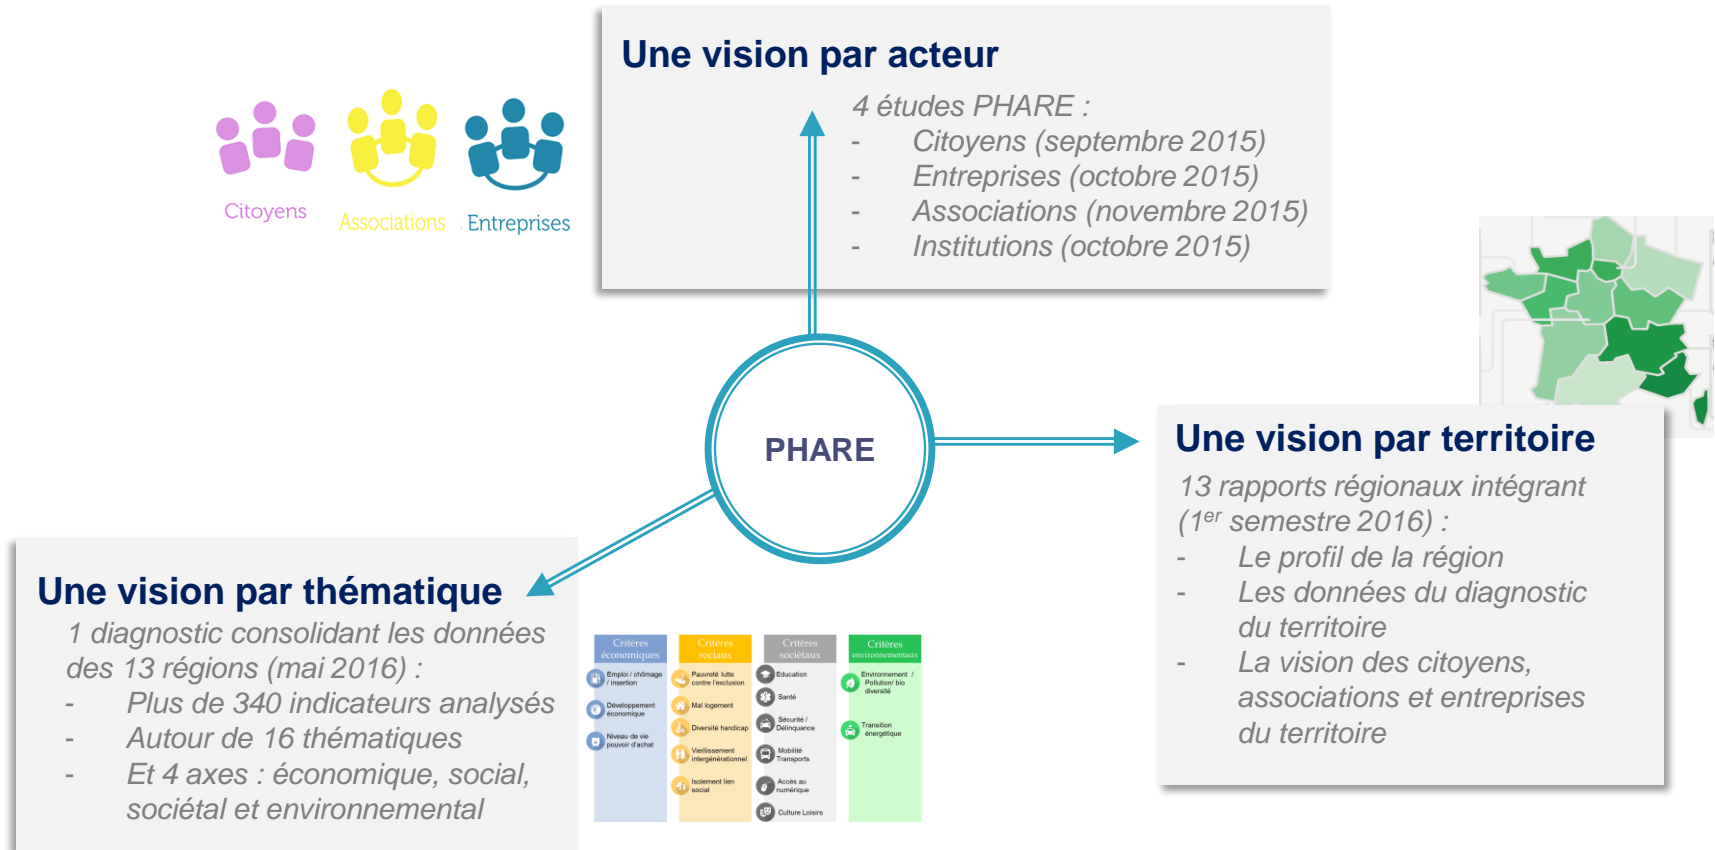 Une vision par acteur
4 études PHARE :
- Citoyens (septembre 2015)
- Entreprises (octobre 2015)
- Associations (novembre 2015)
- Institutions (octobre 2015)
Citoyens
Associations
Entreprises
PHARE
Une vision par territoire
13 rapports régionaux intégrant
(1er semestre 2016) :
- Le profil de la région
- Les données du diagnostic
du territoire
- La vision des citoyens,
associations et entreprises
du territoire
Une vision par thématique
1 diagnostic consolidant les données
des 13 régions (mai 2016) :
- Plus de 340 indicateurs analysés
- Autour de 16 thématiques
- Et 4 axes : économique, social,
sociétal et environnemental
Critères
économiques
Emploi / chômage
/ insertion
Développement
économique
Niveau de vie
pouvoir d'achat
Critères
sociaux
Pauvreté lutte
contre l'exclusion
Mal logement
Diversité handicap
Vieillissement
intergénérationnel
Isolement lien
social
Critères
sociétaux
Education
Santé
Sécurité /
Délinquance
Mobilité
Transports
Accès au
numérique
Culture Loisirs
Critères
environnementaux
Environnement /
Pollution/ bio
diversité
Transition
énergétique